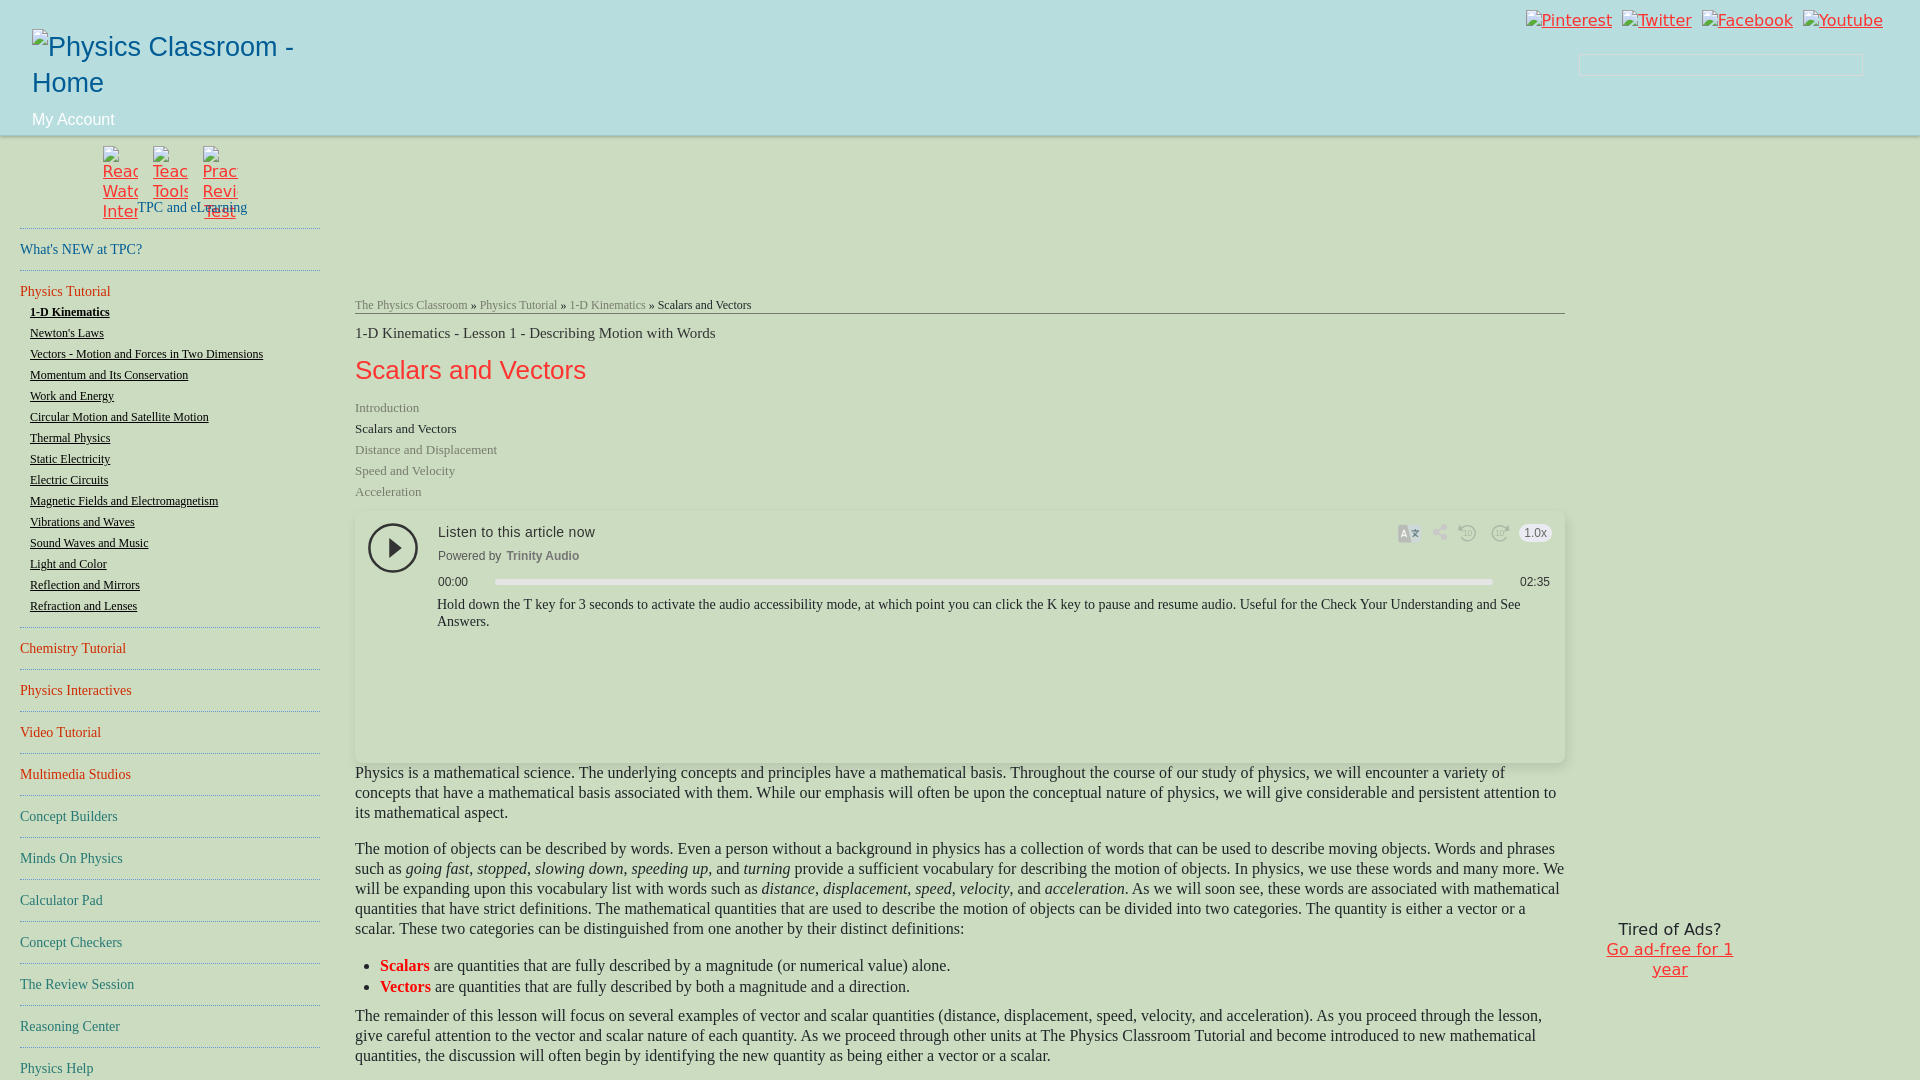 Physics Classroom -
Home
My Account
Pinterest Twitter Facebook Youtube
TPC and eLearning
What's NEW at TPC?
Physics Tutorial
1-D Kinematics
Newton's Laws
Vectors - Motion and Forces in Two Dimensions
Momentum and Its Conservation
Work and Energy
Circular Motion and Satellite Motion
Thermal Physics
Static Electricity
Electric Circuits
Magnetic Fields and Electromagnetism
Vibrations and Waves
Sound Waves and Music
Light and Color
Reflection and Mirrors
Refraction and Lenses
Chemistry Tutorial
Physics Interactives
Video Tutorial
Multimedia Studios
Concept Builders
Minds On Physics
Calculator Pad
Concept Checkers
The Review Session
Reasoning Center
Physics Help
The Physics Classroom » Physics Tutorial » 1-D Kinematics » Scalars and Vectors
1-D Kinematics - Lesson 1 - Describing Motion with Words
Scalars and Vectors
Introduction
Scalars and Vectors
Distance and Displacement
Speed and Velocity
Acceleration
Listen to this article now
1.0x
Powered by Trinity Audio
00:00
02:35
Hold down the T key for 3 seconds to activate the audio accessibility mode, at which point you can click the K key to pause and resume audio. Useful for the Check Your Understanding and See
Answers.
Physics is a mathematical science. The underlying concepts and principles have a mathematical basis. Throughout the course of our study of physics, we will encounter a variety of
concepts that have a mathematical basis associated with them. While our emphasis will often be upon the conceptual nature of physics, we will give considerable and persistent attention to
its mathematical aspect.
The motion of objects can be described by words. Even a person without a background in physics has a collection of words that can be used to describe moving objects. Words and phrases
such as going fast, stopped, slowing down, speeding up, and turning provide a sufficient vocabulary for describing the motion of objects. In physics, we use these words and many more. We
will be expanding upon this vocabulary list with words such as distance, displacement, speed, velocity, and acceleration. As we will soon see, these words are associated with mathematical
quantities that have strict definitions. The mathematical quantities that are used to describe the motion of objects can be divided into two categories. The quantity is either a vector or a
scalar. These two categories can be distinguished from one another by their distinct definitions:
Scalars are quantities that are fully described by a magnitude (or numerical value) alone.
Vectors are quantities that are fully described by both a magnitude and a direction.
The remainder of this lesson will focus on several examples of vector and scalar quantities (distance, displacement, speed, velocity, and acceleration). As you proceed through the lesson,
give careful attention to the vector and scalar nature of each quantity. As we proceed through other units at The Physics Classroom Tutorial and become introduced to new mathematical
quantities, the discussion will often begin by identifying the new quantity as being either a vector or a scalar.
Tired of Ads?
Go ad-free for 1
year